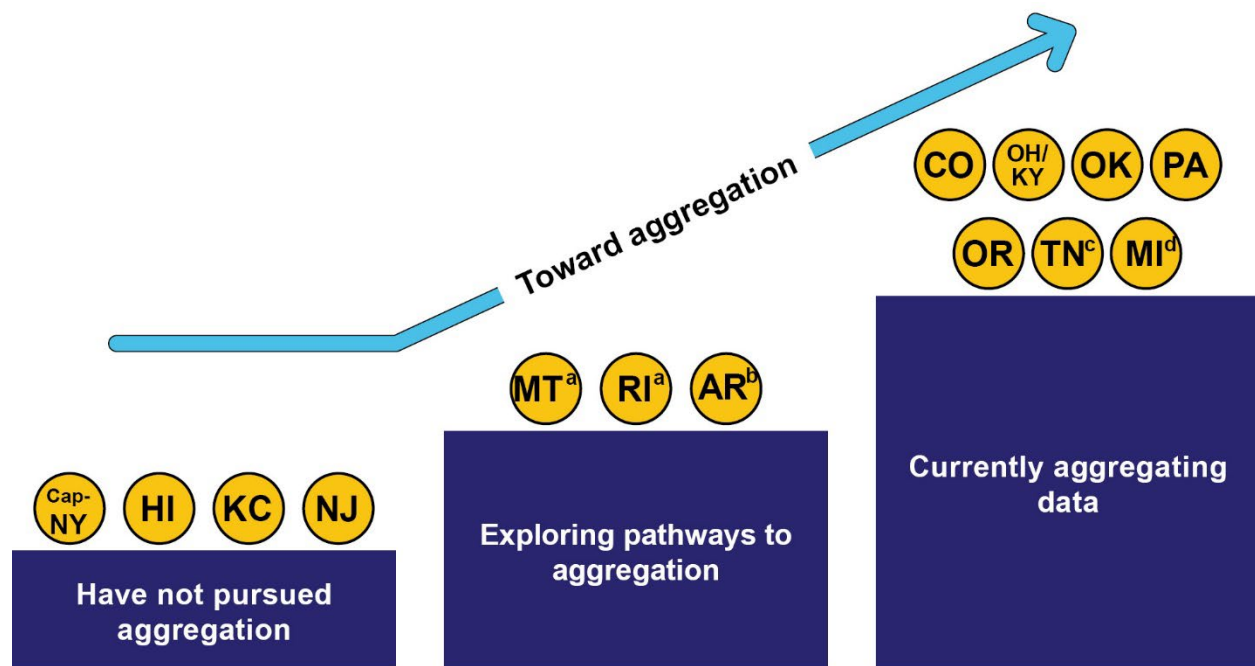 Toward aggregation
CO OH/ OK PA
KY
OR TNᶜ MIᵈ
MTᵃ RIᵃ ARᵇ
Cap- HI KC NJ
NY
Currently aggregating
data
Exploring pathways to
aggregation
Have not pursued
aggregation